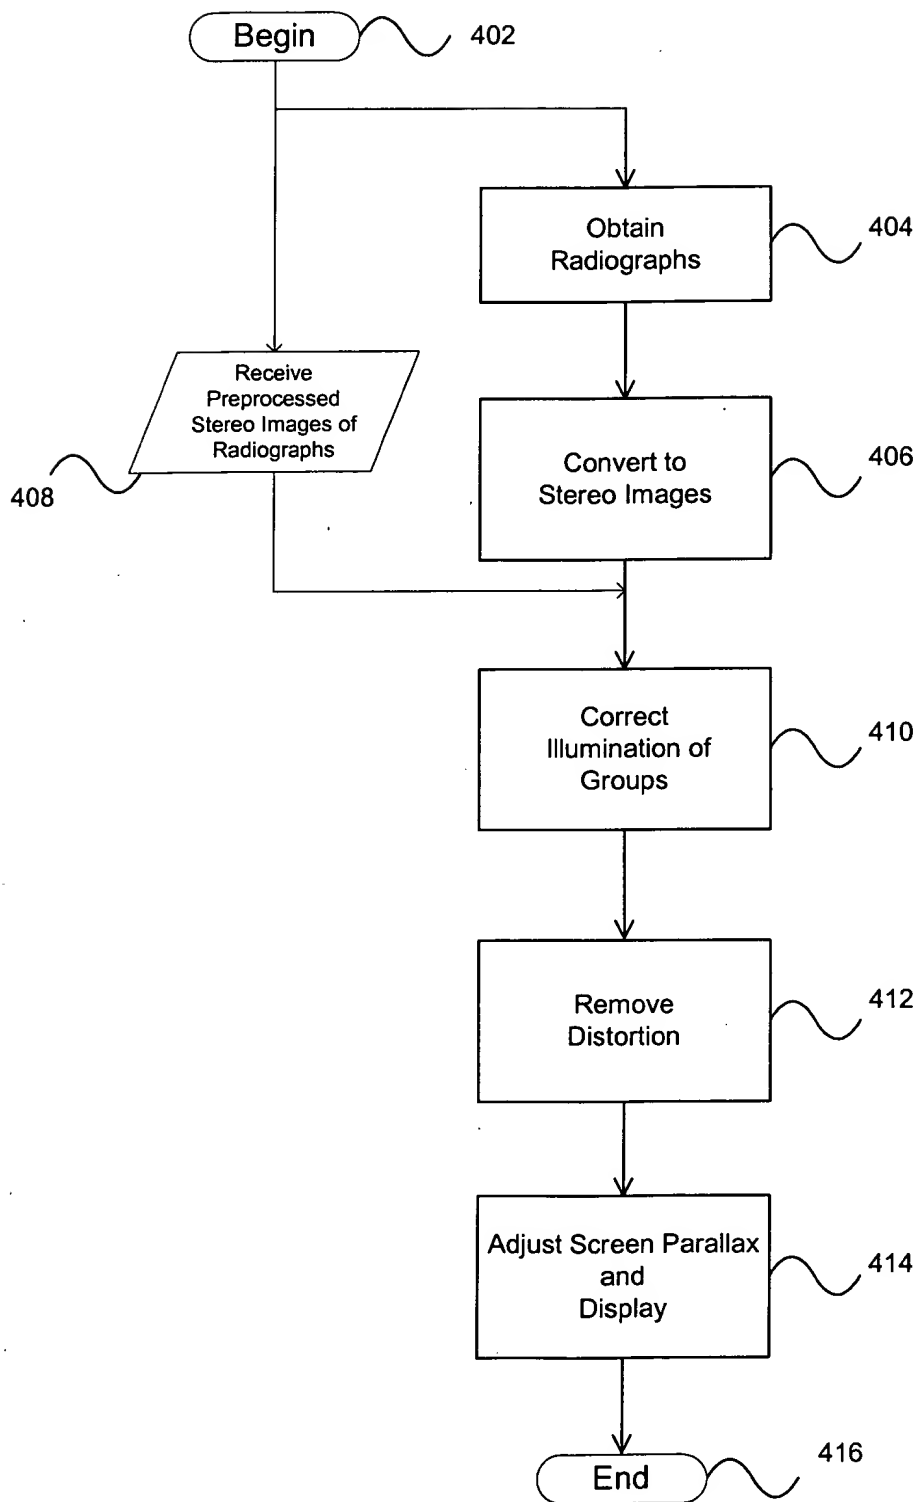 Begin
402
Obtain
Radiographs
404
Receive
Preprocessed
Stereo Images of
Radiographs
408
Convert to
Stereo Images
406
Correct
Illumination of
Groups
410
Remove
Distortion
412
Adjust Screen Parallax
and
Display
414
End
416